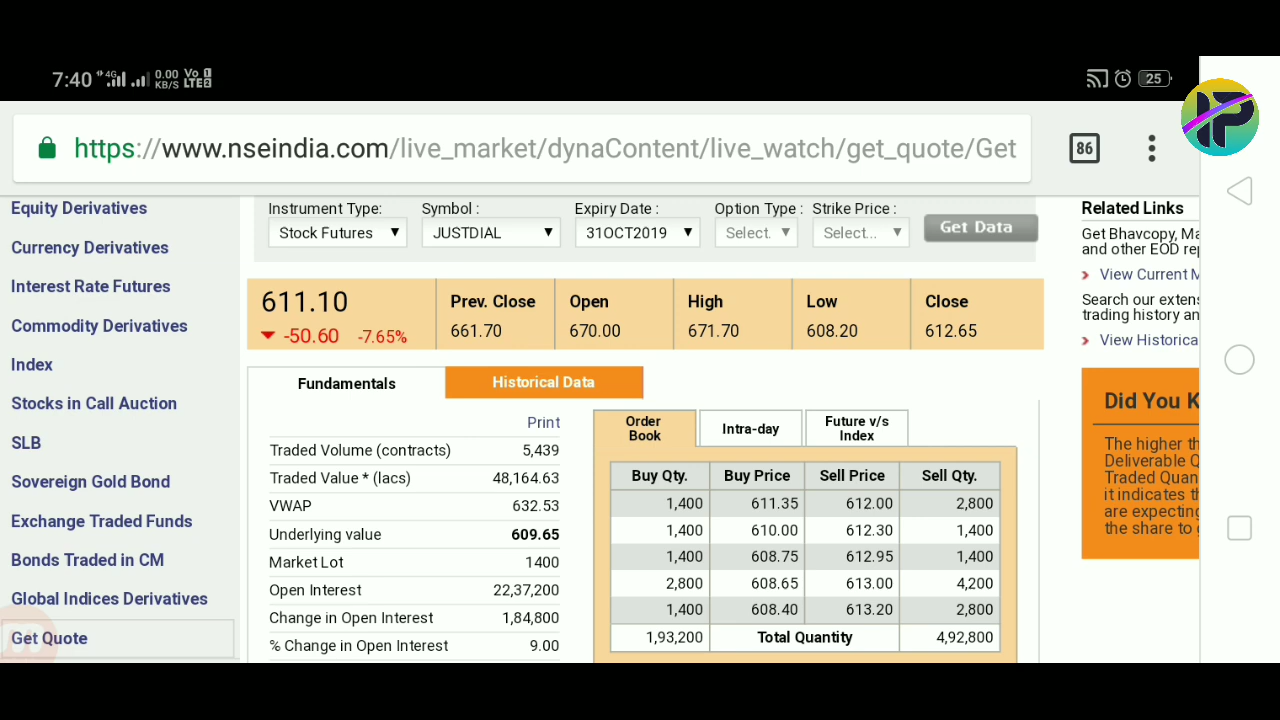 7:40 4G 0.00 KB/S Vo LTE 1 2 25
https://www.nseindia.com/live_market/dynaContent/live_watch/get_quote/Get 86
IP
Equity Derivatives
Currency Derivatives
Interest Rate Futures
Commodity Derivatives
Index
Stocks in Call Auction
SLB
Sovereign Gold Bond
Exchange Traded Funds
Bonds Traded in CM
Global Indices Derivatives
Get Quote
Instrument Type: Symbol : Expiry Date : Option Type : Strike Price :
Stock Futures JUSTDIAL 31OCT2019 Select. Select... Get Data
611.10 Prev. Close Open High Low Close
-50.60 -7.65% 661.70 670.00 671.70 608.20 612.65
Fundamentals Historical Data
Print
Traded Volume (contracts) 5,439
Traded Value * (lacs) 48,164.63
VWAP 632.53
Underlying value 609.65
Market Lot 1400
Open Interest 22,37,200
Change in Open Interest 1,84,800
% Change in Open Interest 9.00
Order Book Intra-day Future v/s Index
Buy Qty. Buy Price Sell Price Sell Qty.
1,400 611.35 612.00 2,800
1,400 610.00 612.30 1,400
1,400 608.75 612.95 1,400
2,800 608.65 613.00 4,200
1,400 608.40 613.20 2,800
1,93,200 Total Quantity 4,92,800
Related Links
Get Bhavcopy, Ma
and other EOD rep
View Current M
Search our extens
trading history an
View Historica
Did You K
The higher th
Deliverable Q
Traded Quan
it indicates th
are expecting
the share to g